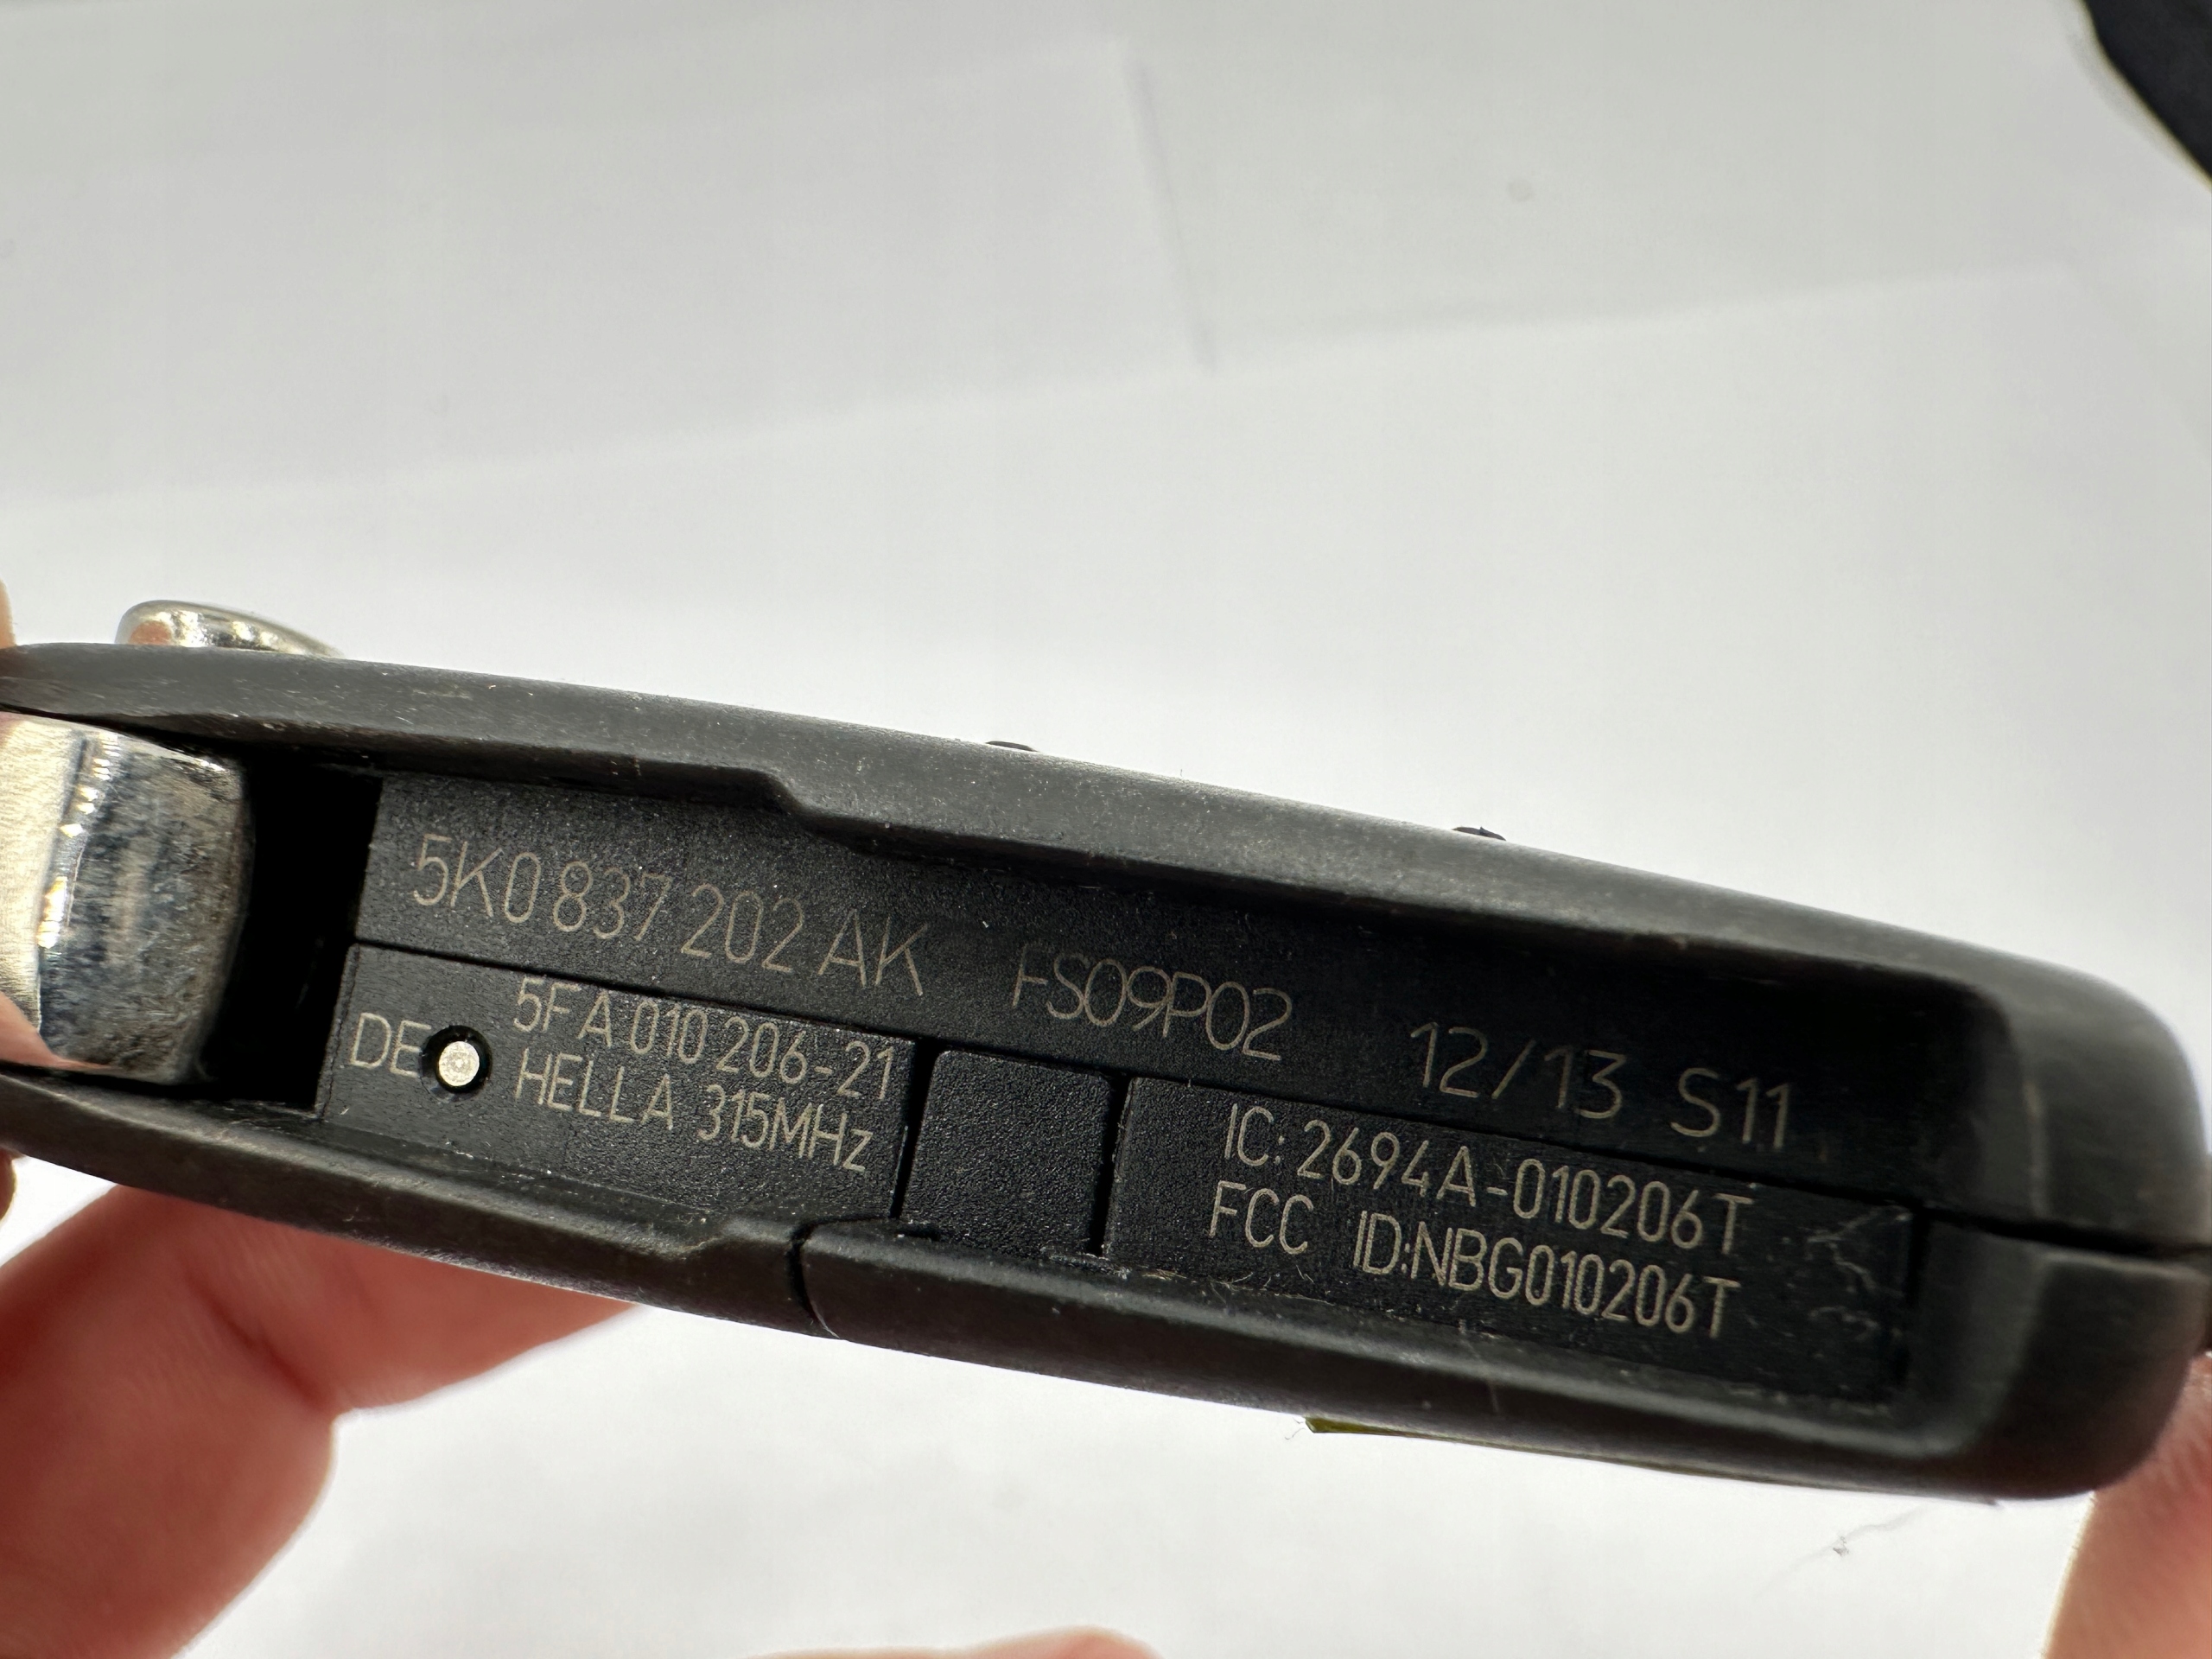 5K0 837 202 AK FS09P02 12/13 S11
DE
5FA 010 206-21
HELLA 315MHz
IC: 2694A-010206T
FCC ID:NBG010206T